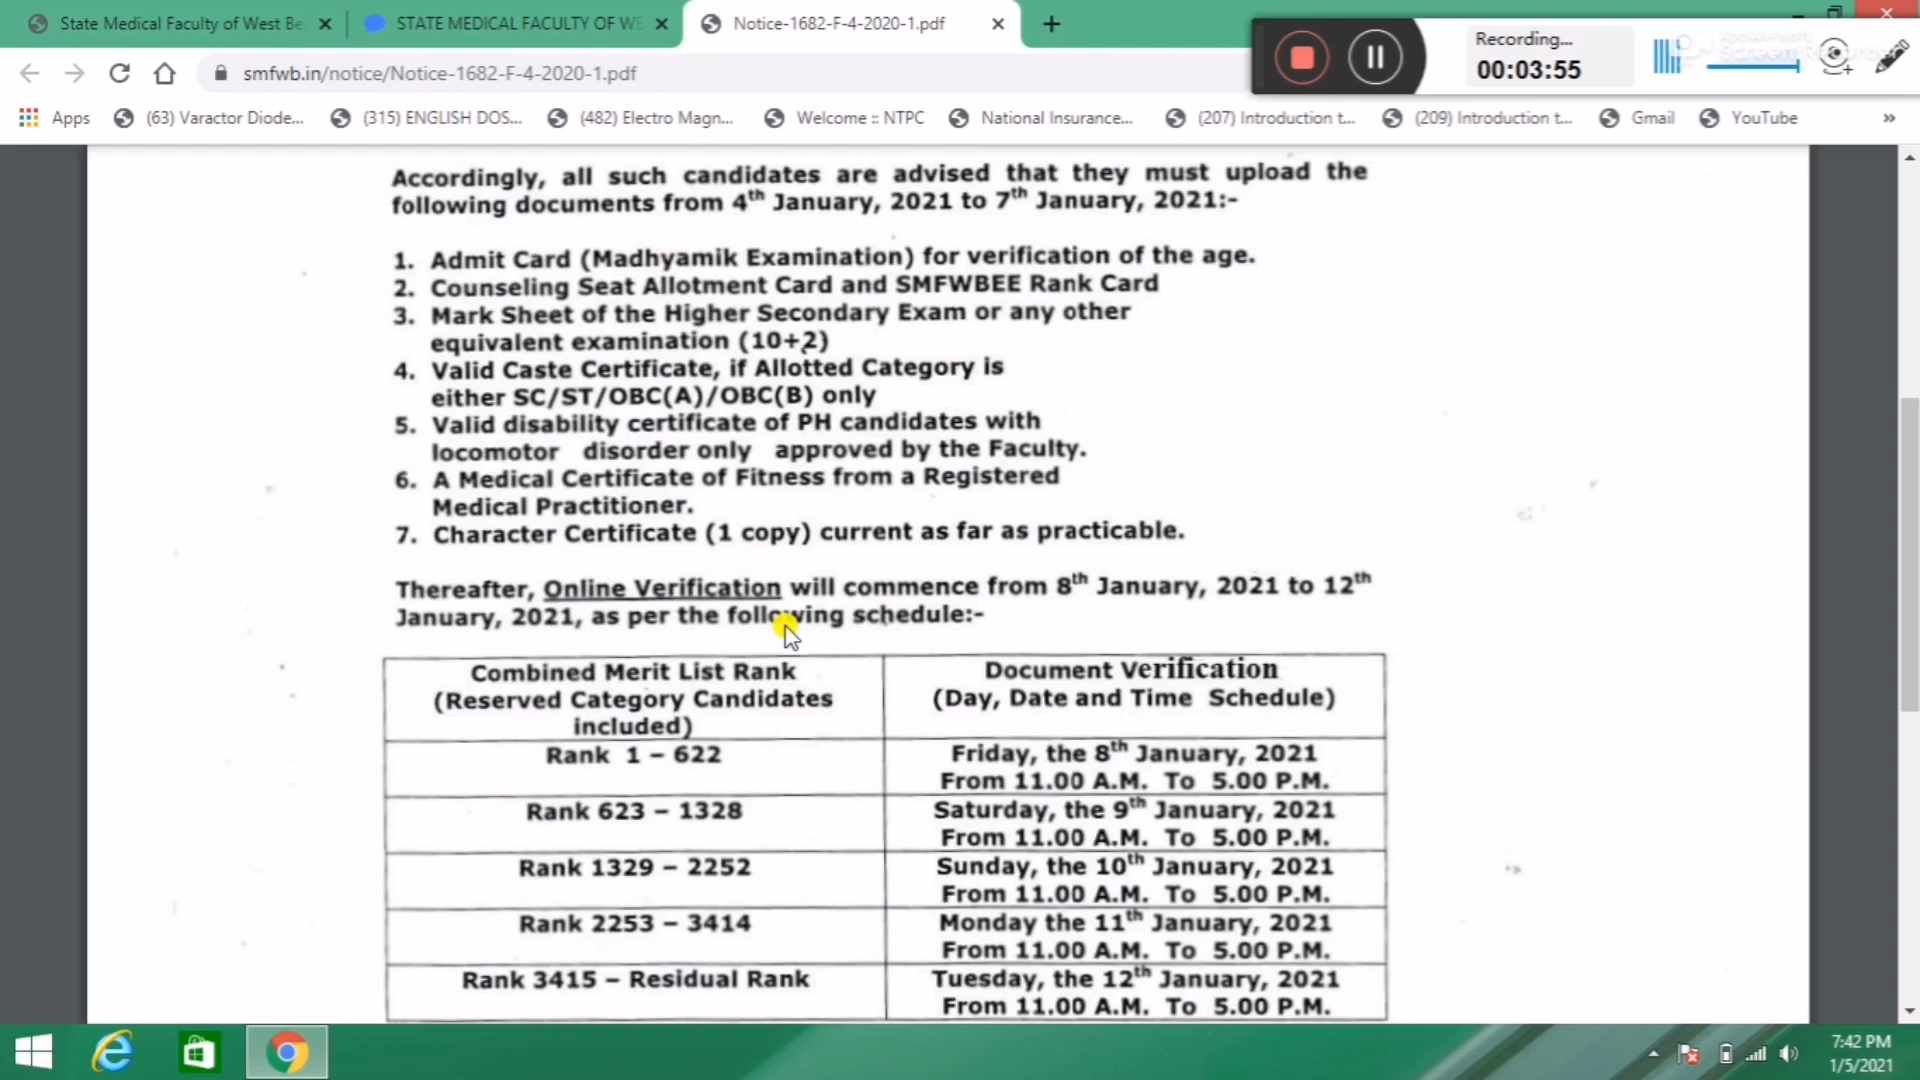 State Medical Faculty of West Be
STATE MEDICAL FACULTY OF WE
Notice-1682-F-4-2020-1.pdf
Recording...
00:03:55
smfwb.in/notice/Notice-1682-F-4-2020-1.pdf
Apps
(63) Varactor Diode...
(315) ENGLISH DOS...
(482) Electro Magn...
Welcome :: NTPC
National Insurance...
(207) Introduction t...
(209) Introduction t...
Gmail
YouTube
»
Accordingly, all such candidates are advised that they must upload the
following documents from 4th January, 2021 to 7th January, 2021:-
1. Admit Card (Madhyamik Examination) for verification of the age.
2. Counseling Seat Allotment Card and SMFWBEE Rank Card
3. Mark Sheet of the Higher Secondary Exam or any other
equivalent examination (10+2)
4. Valid Caste Certificate, if Allotted Category is
either SC/ST/OBC(A)/OBC(B) only
5. Valid disability certificate of PH candidates with
locomotor disorder only approved by the Faculty.
6. A Medical Certificate of Fitness from a Registered
Medical Practitioner.
7. Character Certificate (1 copy) current as far as practicable.
Thereafter, Online Verification will commence from 8th January, 2021 to 12th
January, 2021, as per the following schedule:-
Combined Merit List Rank
(Reserved Category Candidates
included)
Document Verification
(Day, Date and Time Schedule)
Rank 1 – 622
Friday, the 8th January, 2021
From 11.00 A.M. To 5.00 P.M.
Rank 623 – 1328
Saturday, the 9th January, 2021
From 11.00 A.M. To 5.00 P.M.
Rank 1329 – 2252
Sunday, the 10th January, 2021
From 11.00 A.M. To 5.00 P.M.
Rank 2253 – 3414
Monday the 11th January, 2021
From 11.00 A.M. To 5.00 P.M.
Rank 3415 – Residual Rank
Tuesday, the 12th January, 2021
From 11.00 A.M. To 5.00 P.M.
7:42 PM
1/5/2021